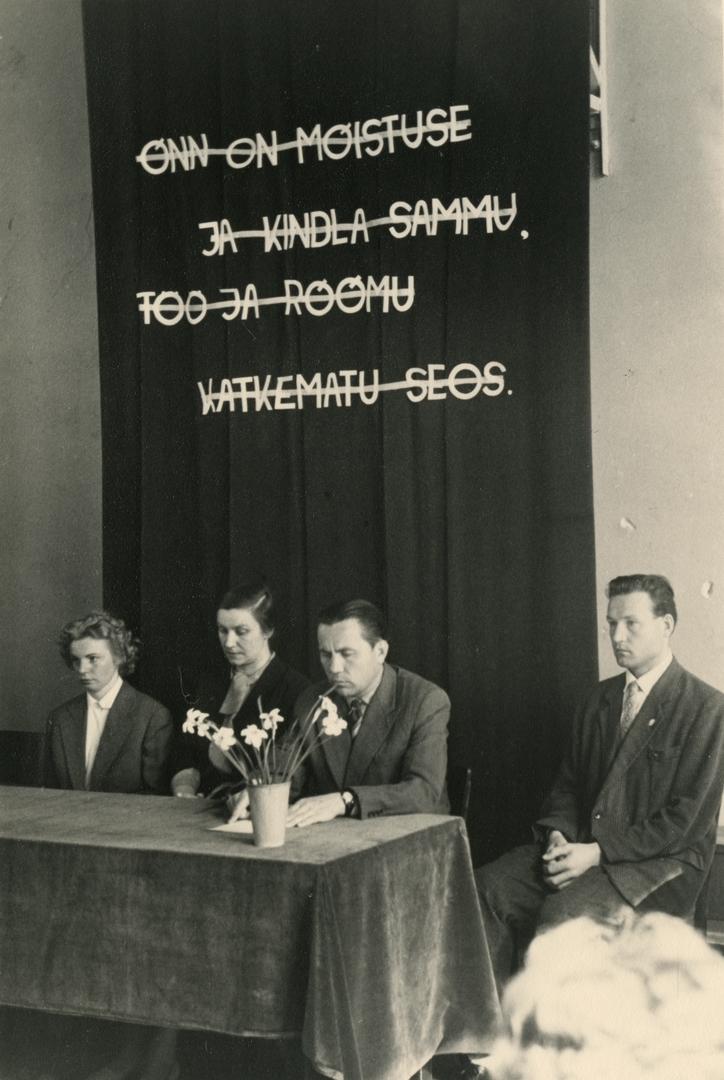 ÕNN ON MÕISTUSE
JA KINDLA SAMMU,
TÖÖ JA RÕÕMU
KATKEMATU SEOS.